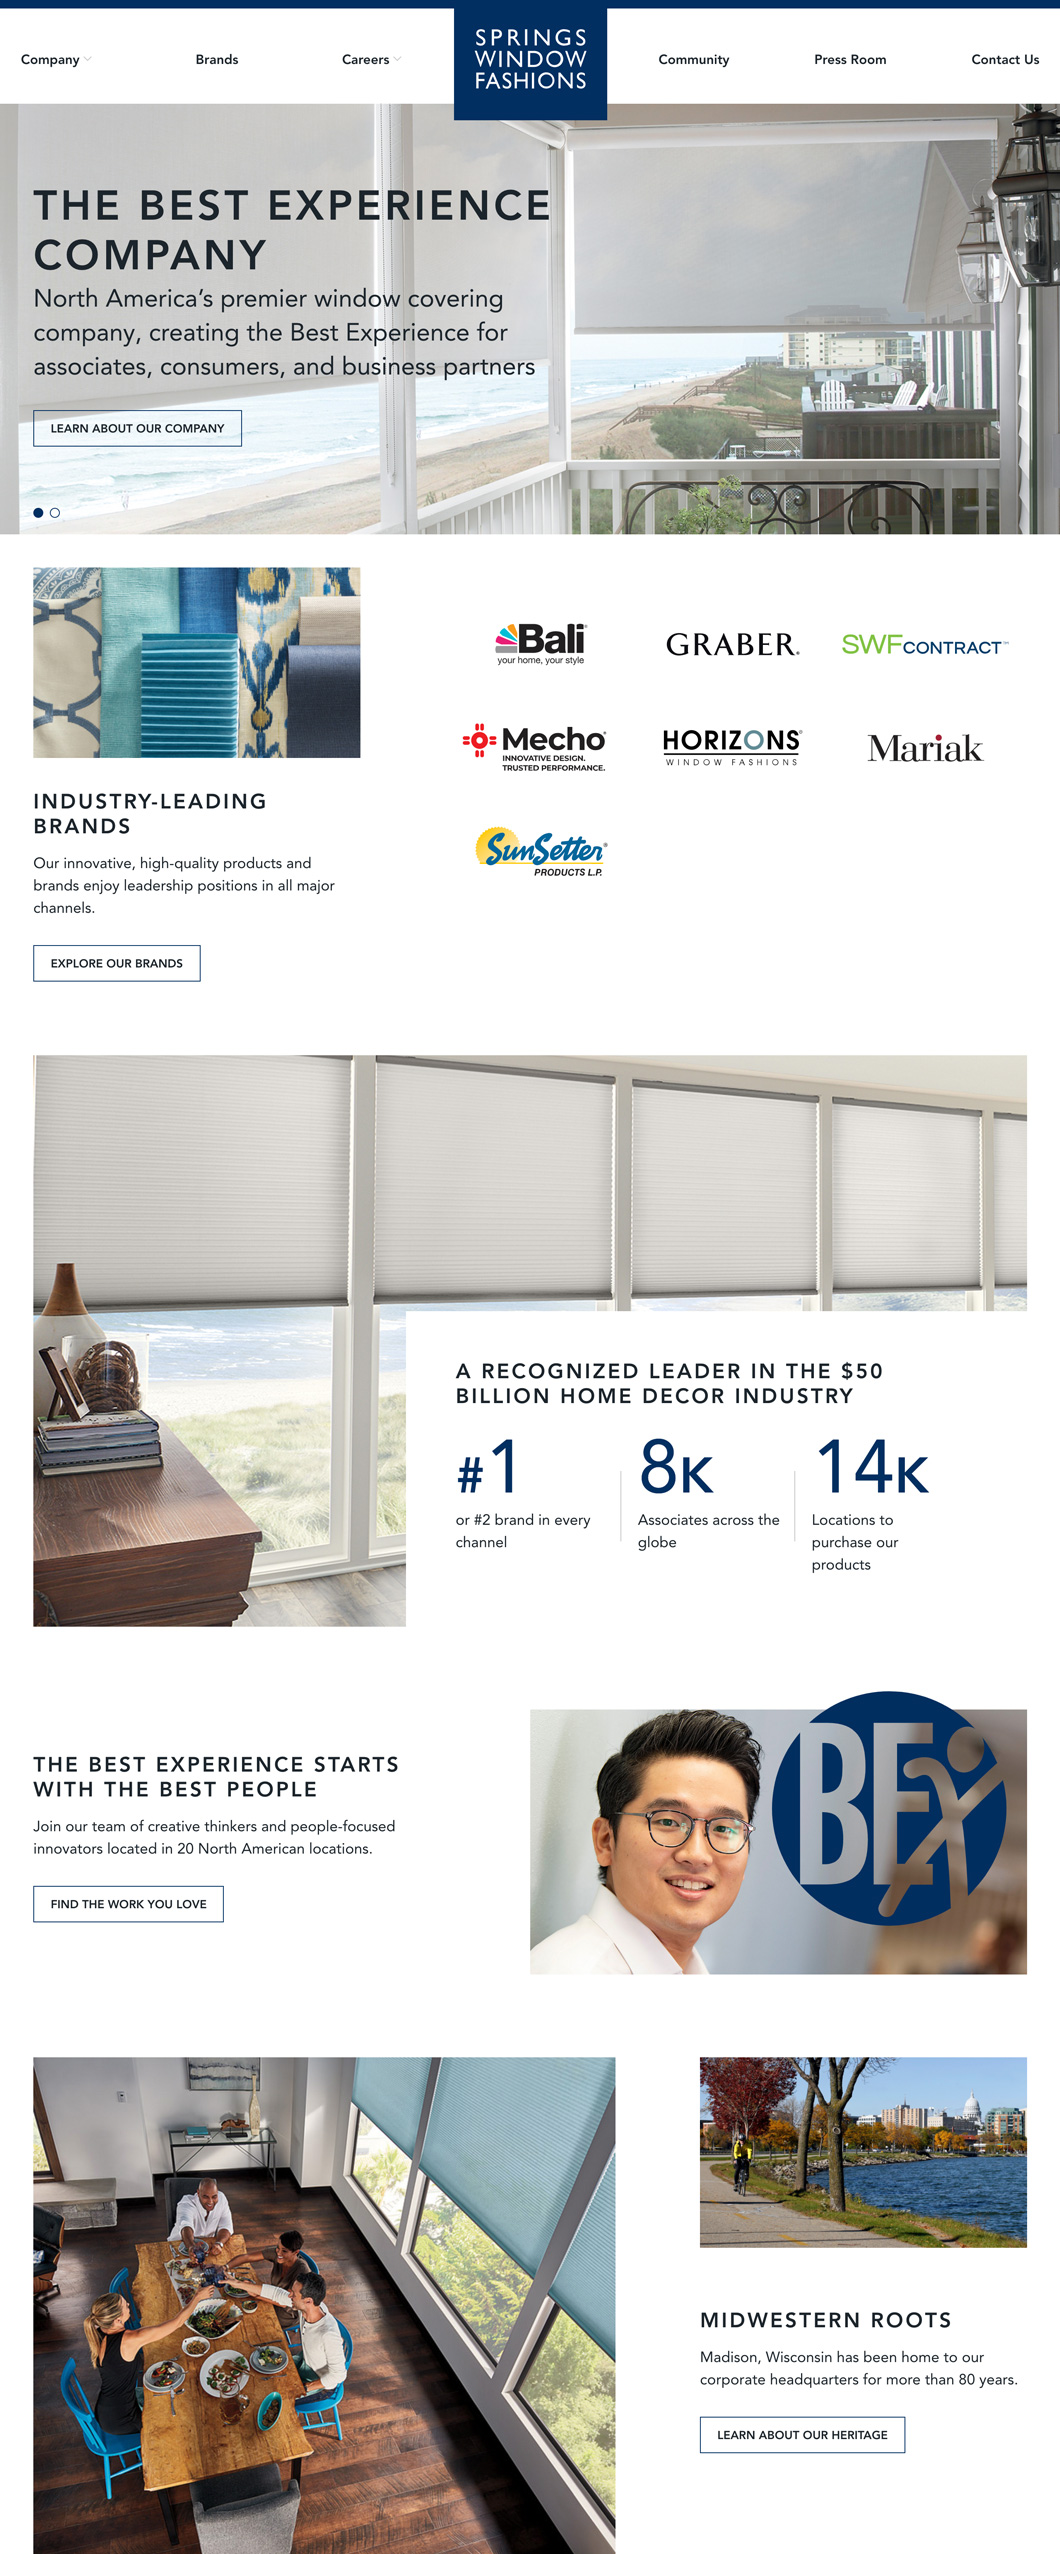 Company
Brands
Careers
SPRINGS
WINDOW
FASHIONS
Community
Press Room
Contact Us
THE BEST EXPERIENCE
COMPANY
North America’s premier window covering
company, creating the Best Experience for
associates, consumers, and business partners
LEARN ABOUT OUR COMPANY
Bali®
your home, your style
GRABER®
SWFCONTRACT™
Mecho®
INNOVATIVE DESIGN.
TRUSTED PERFORMANCE.
HORIZONS®
WINDOW FASHIONS
Mariak
SunSetter®
PRODUCTS L.P.
INDUSTRY-LEADING
BRANDS
Our innovative, high-quality products and
brands enjoy leadership positions in all major
channels.
EXPLORE OUR BRANDS
A RECOGNIZED LEADER IN THE $50
BILLION HOME DECOR INDUSTRY
#1
or #2 brand in every
channel
8K
Associates across the
globe
14K
Locations to
purchase our
products
THE BEST EXPERIENCE STARTS
WITH THE BEST PEOPLE
Join our team of creative thinkers and people-focused
innovators located in 20 North American locations.
FIND THE WORK YOU LOVE
BEX
MIDWESTERN ROOTS
Madison, Wisconsin has been home to our
corporate headquarters for more than 80 years.
LEARN ABOUT OUR HERITAGE